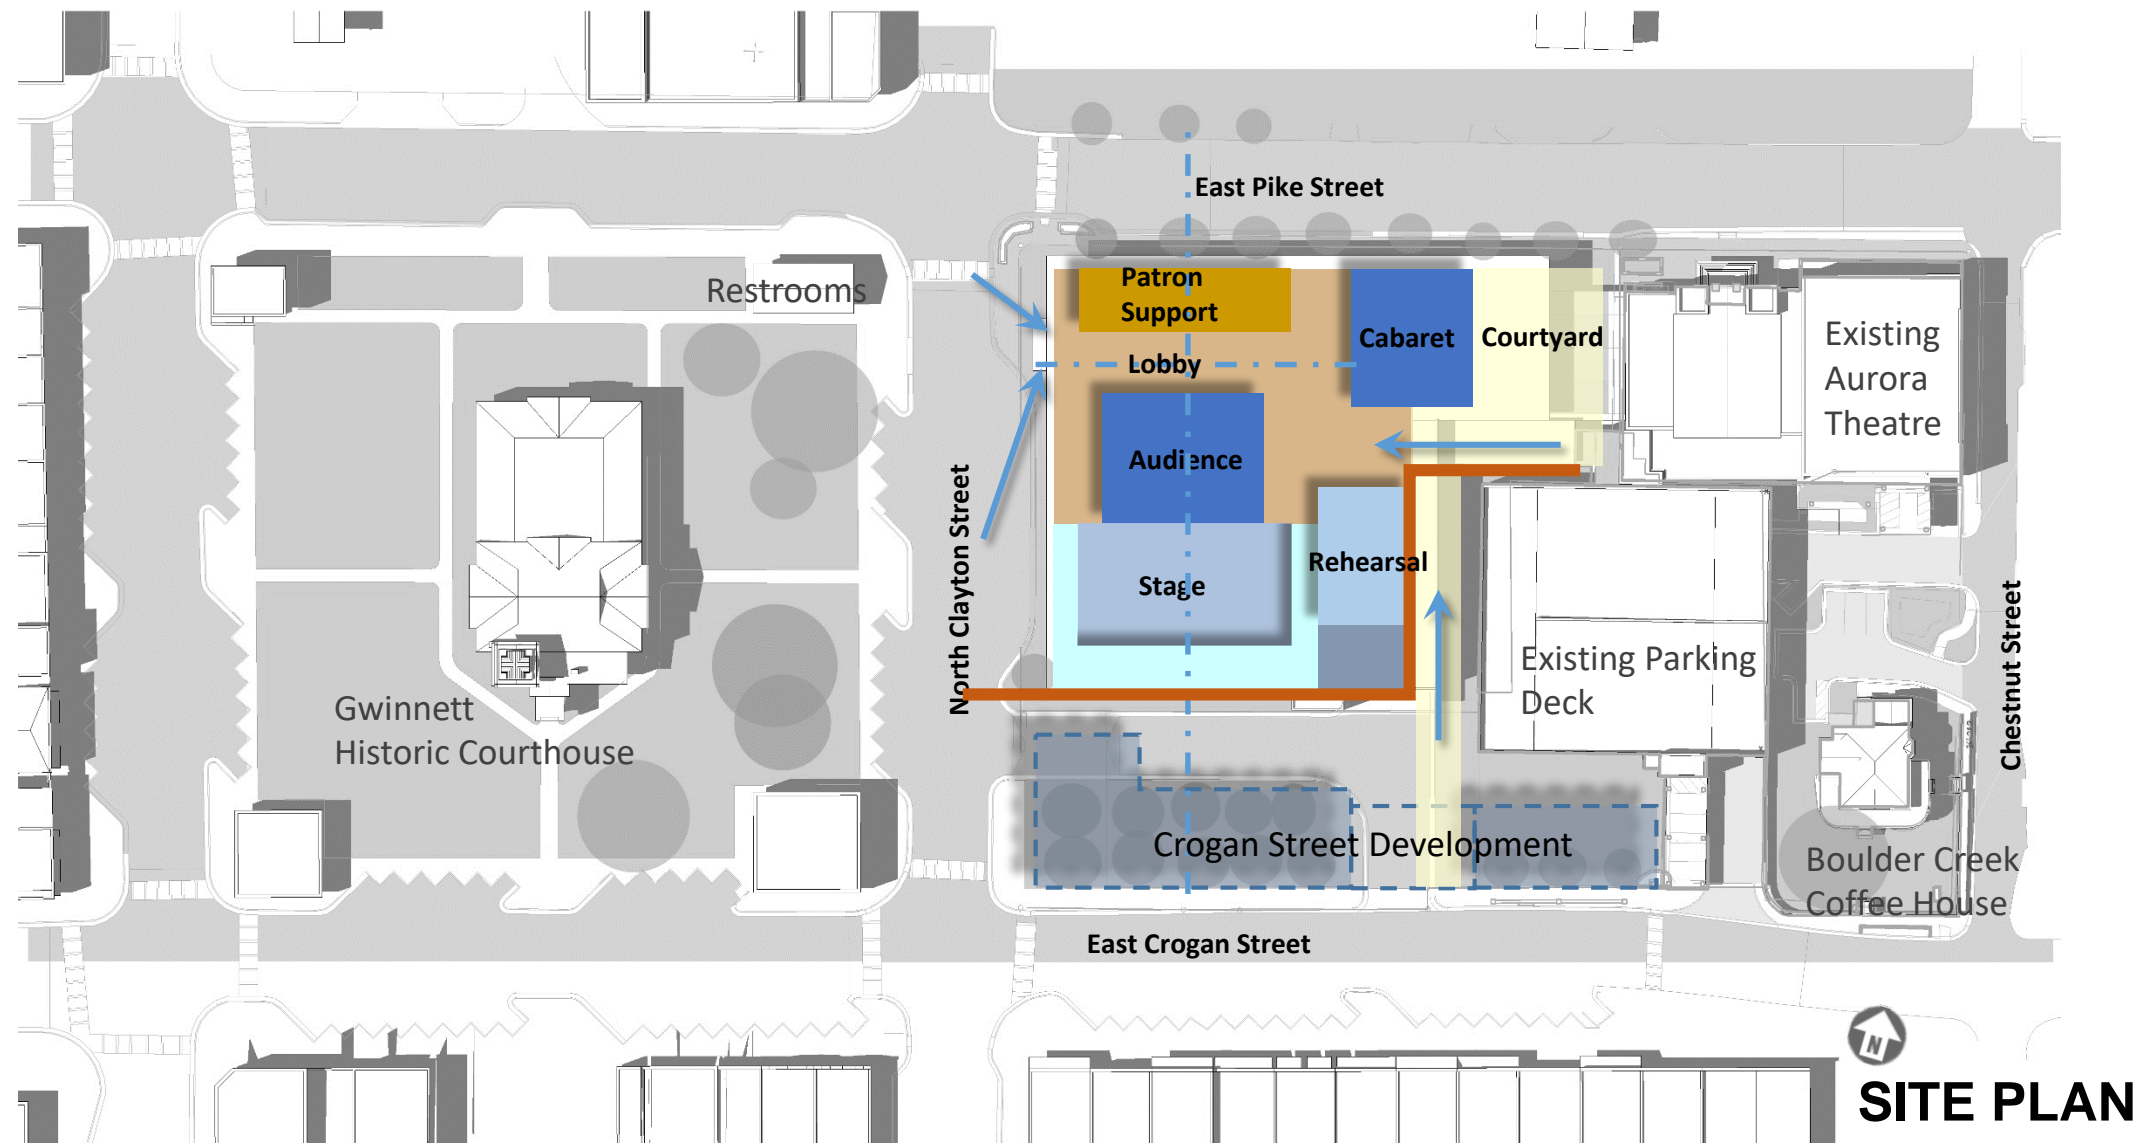 East Pike Street
Restrooms
Patron
Support
Cabaret
Courtyard
Lobby
Existing
Aurora
Theatre
Audience
North Clayton Street
Stage
Rehearsal
Existing Parking
Deck
Chestnut Street
Gwinnett
Historic Courthouse
Crogan Street Development
Boulder Creek
Coffee House
East Crogan Street
N
SITE PLAN